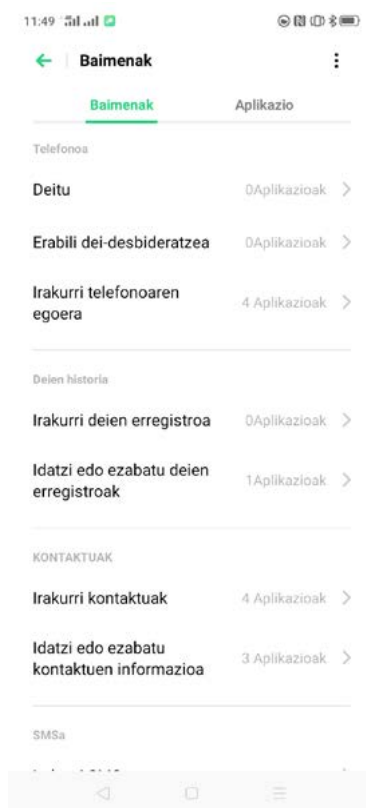 11:49
Baimenak
Baimenak Aplikazio
Telefonoa
Deitu 0Aplikazioak
Erabili dei-desbideratzea 0Aplikazioak
Irakurri telefonoaren
egoera 4 Aplikazioak
Deien historia
Irakurri deien erregistroa 0Aplikazioak
Idatzi edo ezabatu deien
erregistroak 1Aplikazioak
KONTAKTUAK
Irakurri kontaktuak 4 Aplikazioak
Idatzi edo ezabatu
kontaktuen informazioa 3 Aplikazioak
SMSa